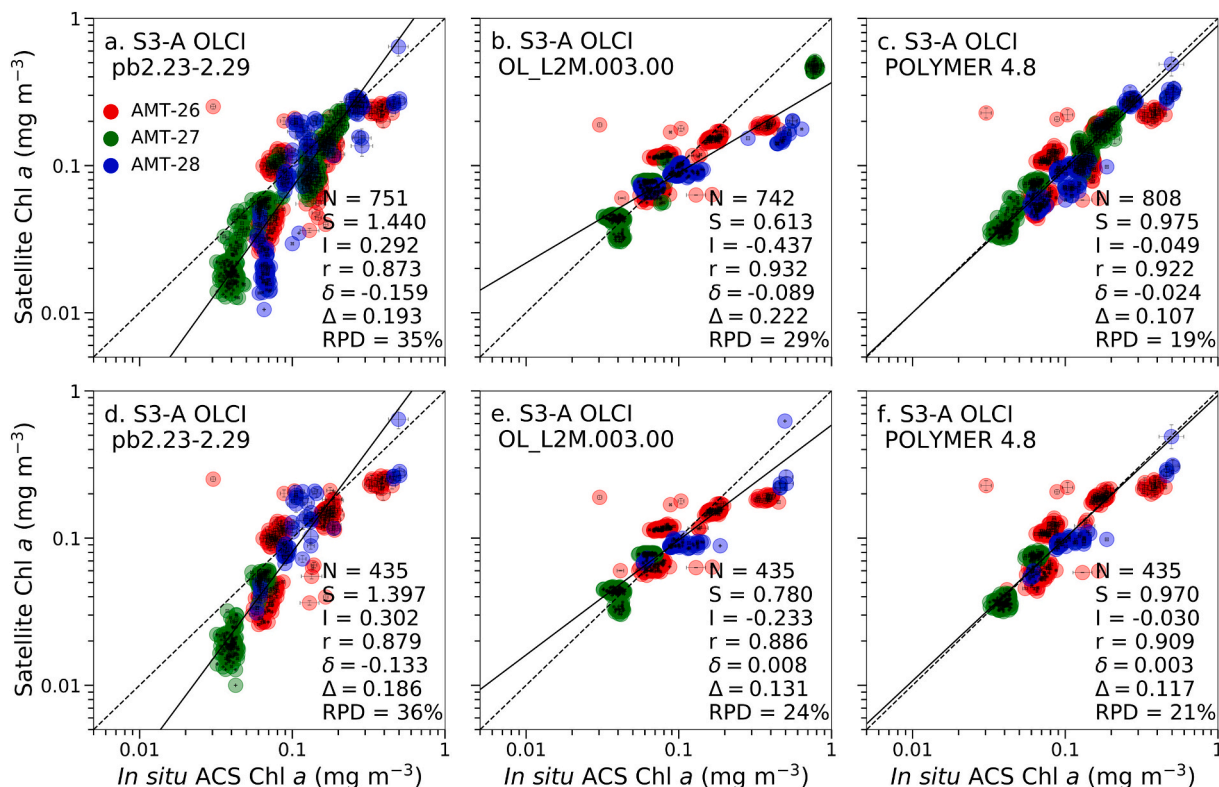 Satellite Chl a (mg m⁻³)
1
0.1
0.01
a. S3-A OLCI
pb2.23-2.29
AMT-26
AMT-27
AMT-28
N = 751
S = 1.440
I = 0.292
r = 0.873
δ = -0.159
Δ = 0.193
RPD = 35%
b. S3-A OLCI
OL_L2M.003.00
N = 742
S = 0.613
I = -0.437
r = 0.932
δ = -0.089
Δ = 0.222
RPD = 29%
c. S3-A OLCI
POLYMER 4.8
N = 808
S = 0.975
I = -0.049
r = 0.922
δ = -0.024
Δ = 0.107
RPD = 19%
Satellite Chl a (mg m⁻³)
1
0.1
0.01
d. S3-A OLCI
pb2.23-2.29
N = 435
S = 1.397
I = 0.302
r = 0.879
δ = -0.133
Δ = 0.186
RPD = 36%
0.01 0.1 1
In situ ACS Chl a (mg m⁻³)
e. S3-A OLCI
OL_L2M.003.00
N = 435
S = 0.780
I = -0.233
r = 0.886
δ = 0.008
Δ = 0.131
RPD = 24%
0.01 0.1 1
In situ ACS Chl a (mg m⁻³)
f. S3-A OLCI
POLYMER 4.8
N = 435
S = 0.970
I = -0.030
r = 0.909
δ = 0.003
Δ = 0.117
RPD = 21%
0.01 0.1 1
In situ ACS Chl a (mg m⁻³)